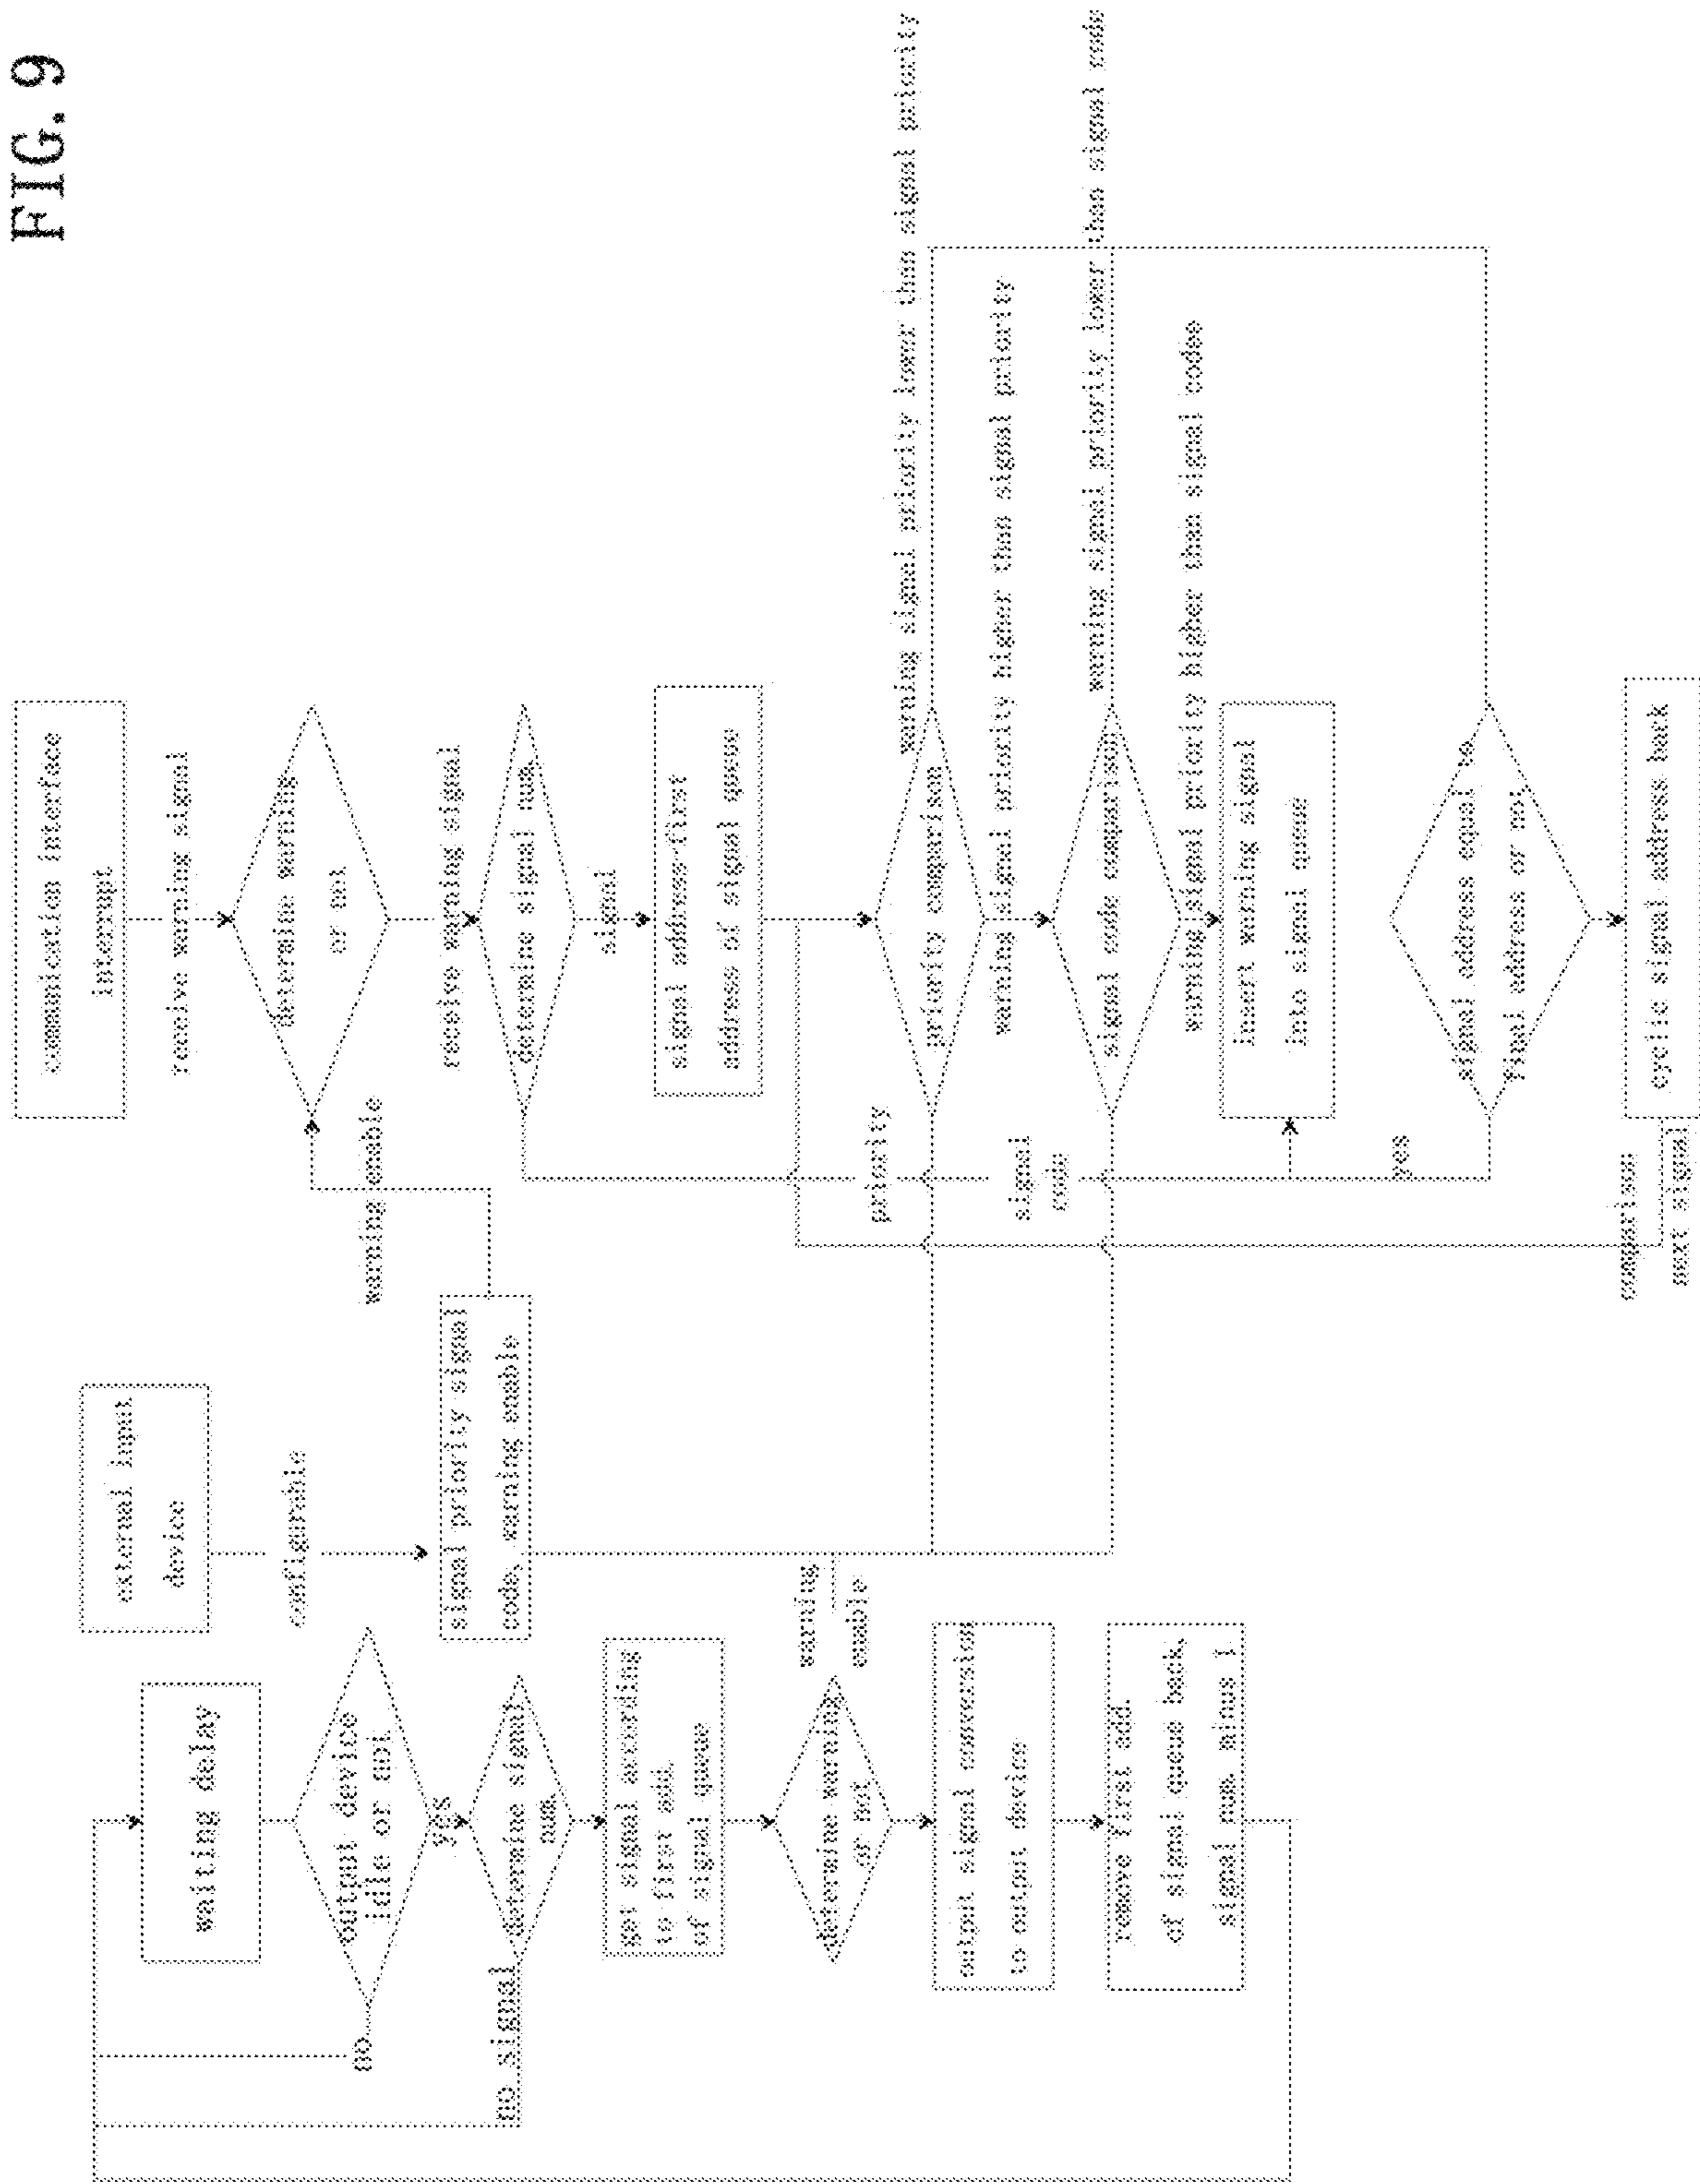 FIG. 9
waiting delay
output device
idle or not
no
yes
determine signal
num.
no signal
get signal according
to first add.
of signal queue
determine warning
or not
warning
enable
output signal conversion
to output device
remove first add.
of signal queue back,
signal num. minus 1
external input
device
configurable
signal priority signal
code, warning enable
warning enable
communication interface
interrupt
receive warning signal
determine warning
or not
receive warning signal
determine signal num.
signal
signal address-first
address of signal queue
priority comparison
priority
warning signal priority lower than signal priority
warning signal priority higher than signal priority
signal code comparison
signal
code
warning signal priority lower than signal code
warning signal priority higher than signal codes
insert warning signal
into signal queue
signal address equal to
final address or not
yes
cyclic signal address back
comparison
next signal